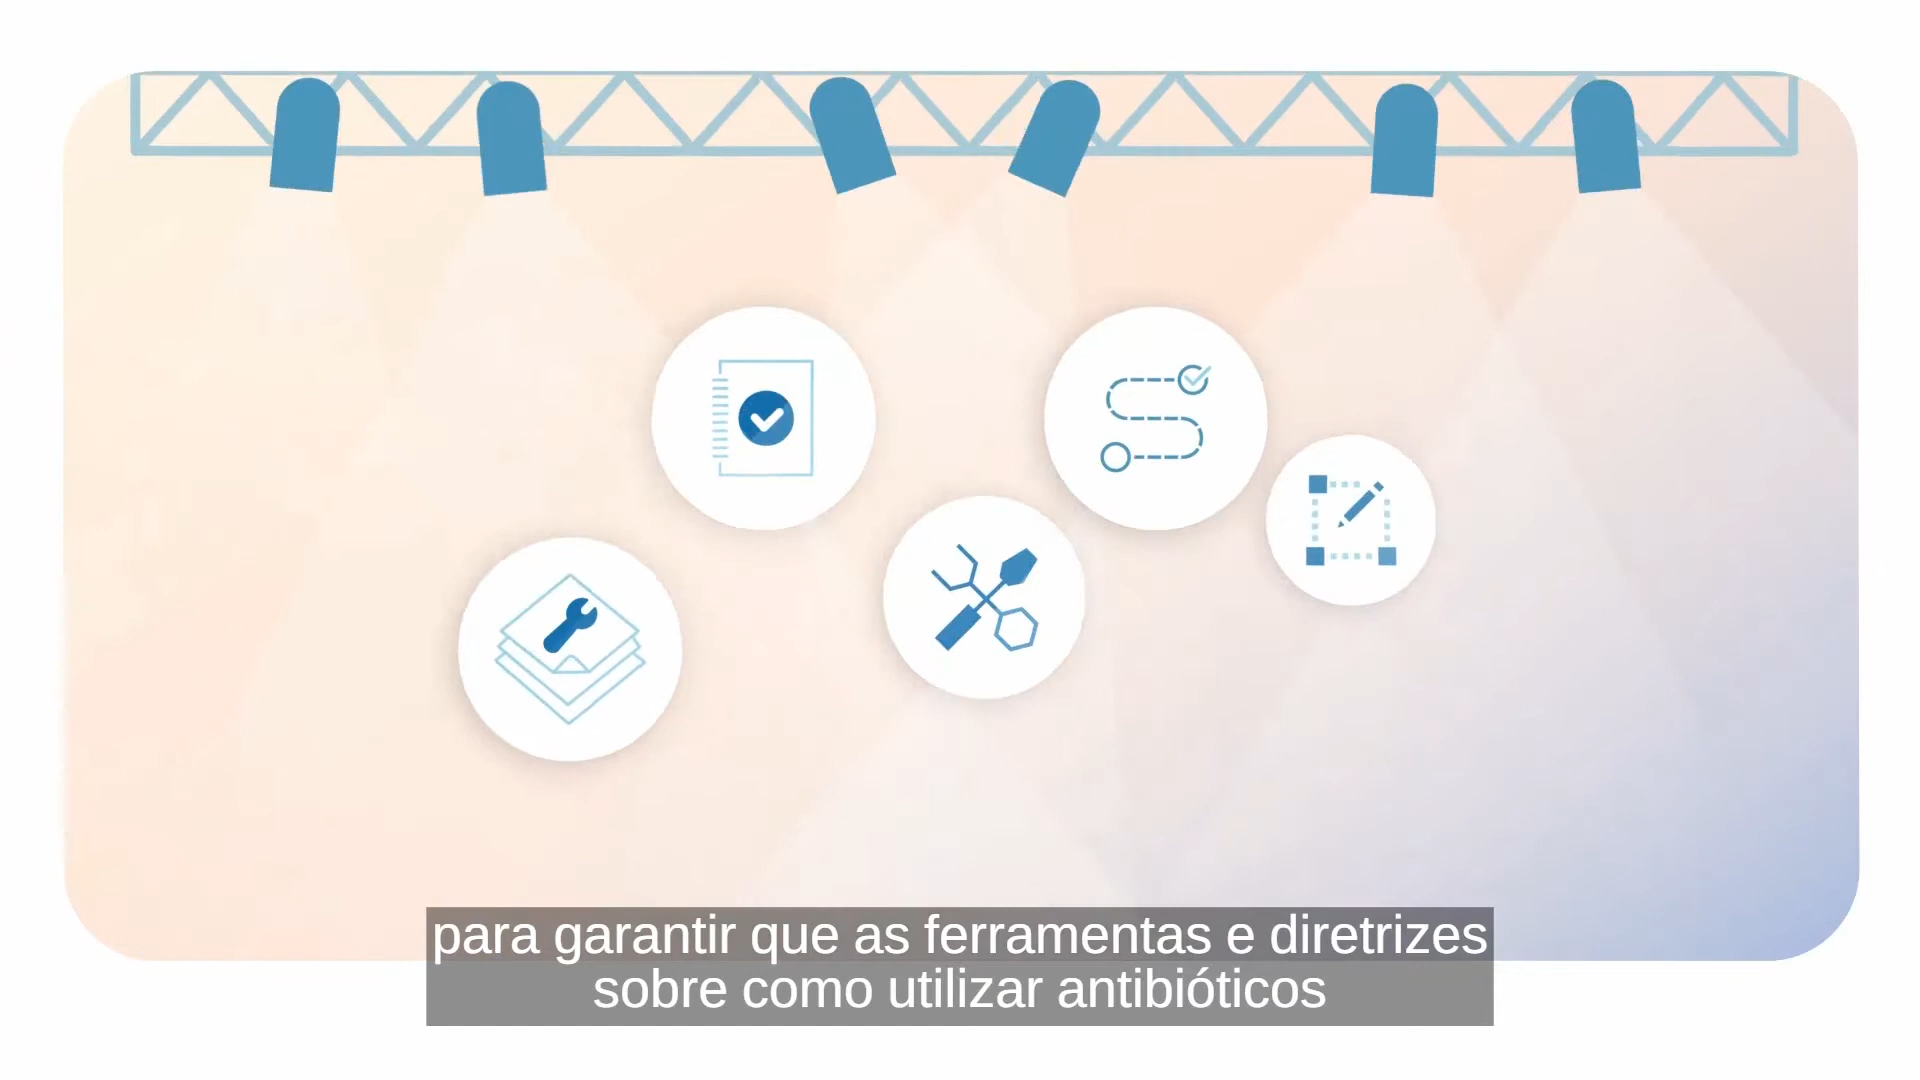 para garantir que as ferramentas e diretrizes
sobre como utilizar antibióticos